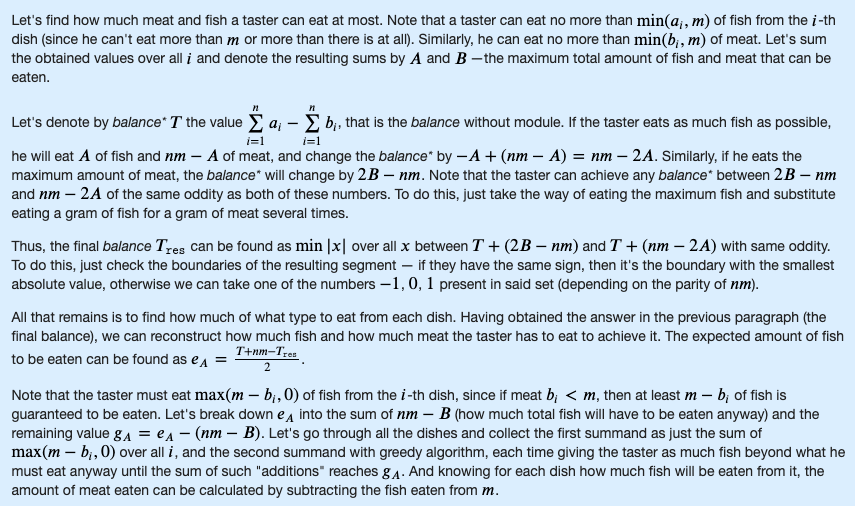 Let's find how much meat and fish a taster can eat at most. Note that a taster can eat no more than min(aᵢ, m) of fish from the i-th
dish (since he can't eat more than m or more than there is at all). Similarly, he can eat no more than min(bᵢ, m) of meat. Let's sum
the obtained values over all i and denote the resulting sums by A and B —the maximum total amount of fish and meat that can be
eaten.
Let's denote by balance* T the value ∑ⁿᵢ₌₁ aᵢ − ∑ⁿᵢ₌₁ bᵢ, that is the balance without module. If the taster eats as much fish as possible,
he will eat A of fish and nm − A of meat, and change the balance* by −A + (nm − A) = nm − 2A. Similarly, if he eats the
maximum amount of meat, the balance* will change by 2B − nm. Note that the taster can achieve any balance* between 2B − nm
and nm − 2A of the same oddity as both of these numbers. To do this, just take the way of eating the maximum fish and substitute
eating a gram of fish for a gram of meat several times.
Thus, the final balance T_res can be found as min |x| over all x between T + (2B − nm) and T + (nm − 2A) with same oddity.
To do this, just check the boundaries of the resulting segment — if they have the same sign, then it's the boundary with the smallest
absolute value, otherwise we can take one of the numbers −1, 0, 1 present in said set (depending on the parity of nm).
All that remains is to find how much of what type to eat from each dish. Having obtained the answer in the previous paragraph (the
final balance), we can reconstruct how much fish and how much meat the taster has to eat to achieve it. The expected amount of fish
to be eaten can be found as e_A = (T+nm−T_res)/2.
Note that the taster must eat max(m − bᵢ, 0) of fish from the i-th dish, since if meat bᵢ < m, then at least m − bᵢ of fish is
guaranteed to be eaten. Let's break down e_A into the sum of nm − B (how much total fish will have to be eaten anyway) and the
remaining value g_A = e_A − (nm − B). Let's go through all the dishes and collect the first summand as just the sum of
max(m − bᵢ, 0) over all i, and the second summand with greedy algorithm, each time giving the taster as much fish beyond what he
must eat anyway until the sum of such "additions" reaches g_A. And knowing for each dish how much fish will be eaten from it, the
amount of meat eaten can be calculated by subtracting the fish eaten from m.